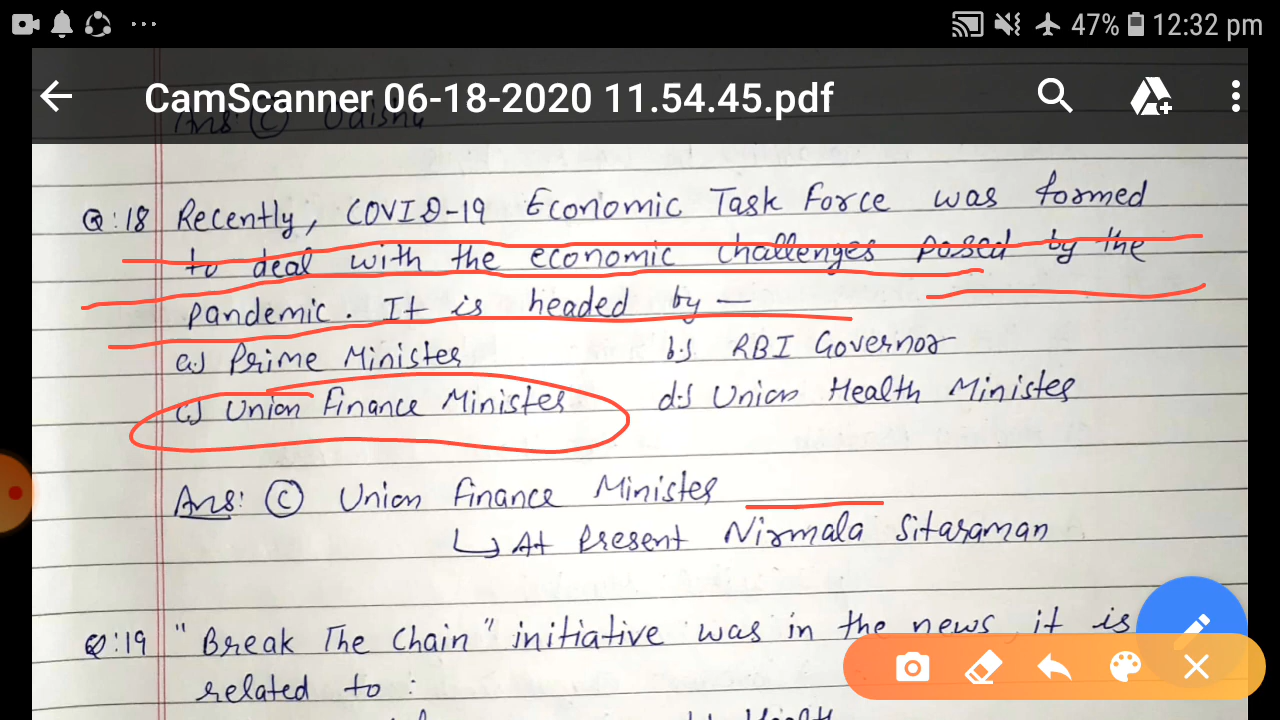 47% 12:32 pm
CamScanner 06-18-2020 11.54.45.pdf
Ans: C Odisha
Q:18 Recently, COVID-19 Economic Task Force was formed
to deal with the economic challenges posed by the
pandemic. It is headed by —
a.) Prime Minister b.) RBI Governor
c.) Union Finance Minister d.) Union Health Minister
Ans: C Union Finance Minister
↳ At Present Nirmala Sitaraman
Q:19 "Break The Chain" initiative was in the news, it is
related to :
Health